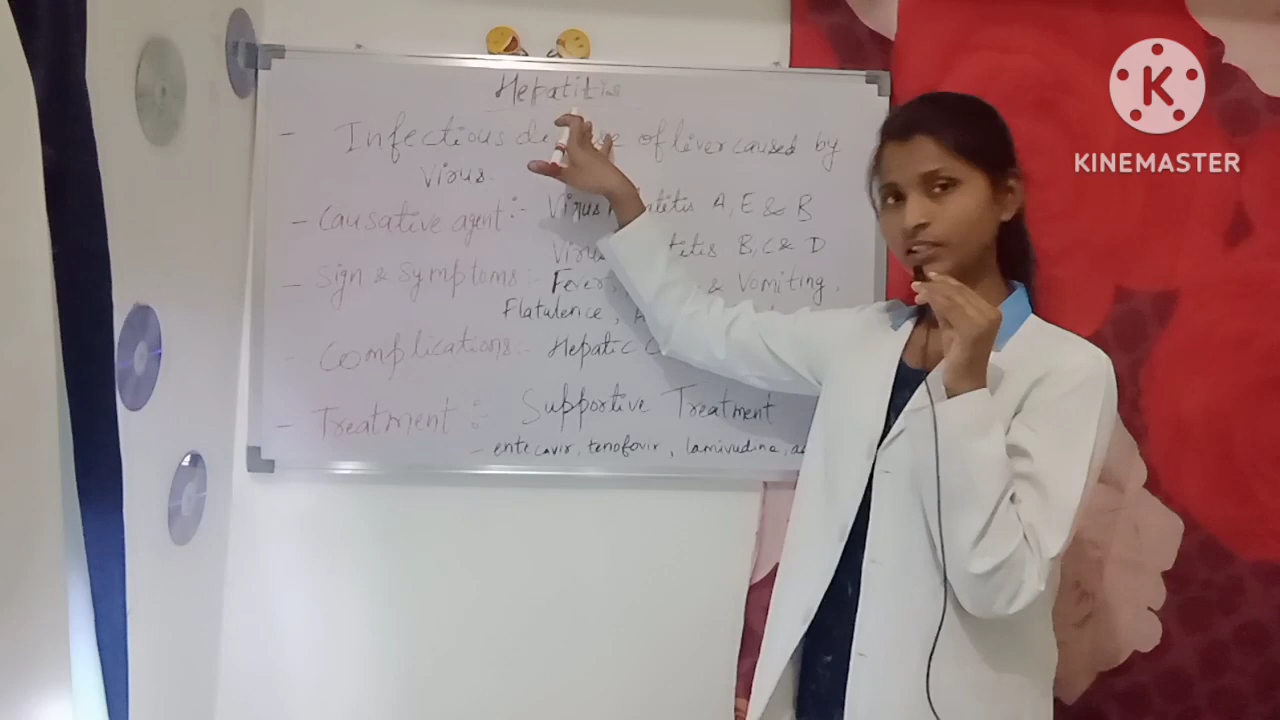 Hepatitis
- Infectious of liver caused by
Virus.
- Causative agent :- Virus A, E & B
B, C & D
- Sign & Symptoms :- Fever, & Vomiting,
Flatulence,
- Complications :- Hepatic
- Treatment :- Supportive Treatment
- entecavir, tenofovir, lamivudine,
K
KINEMASTER